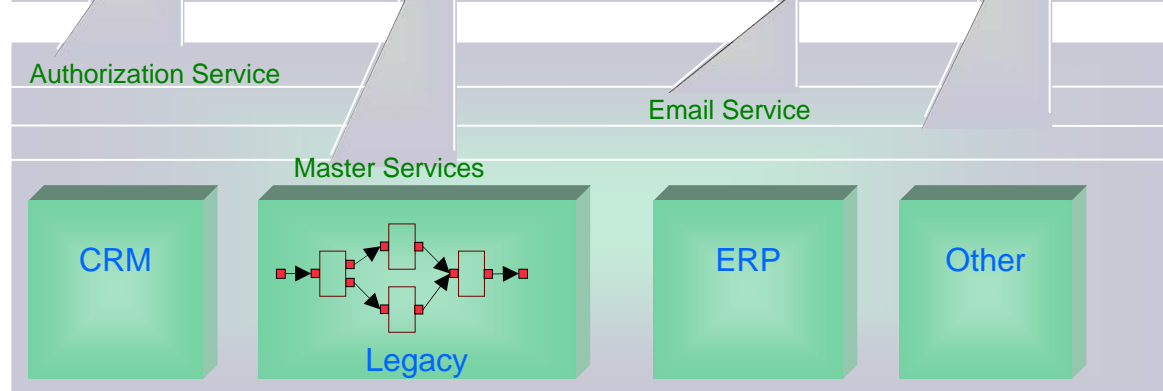 Authorization Service
Email Service
Master Services
CRM
ERP
Other
Legacy